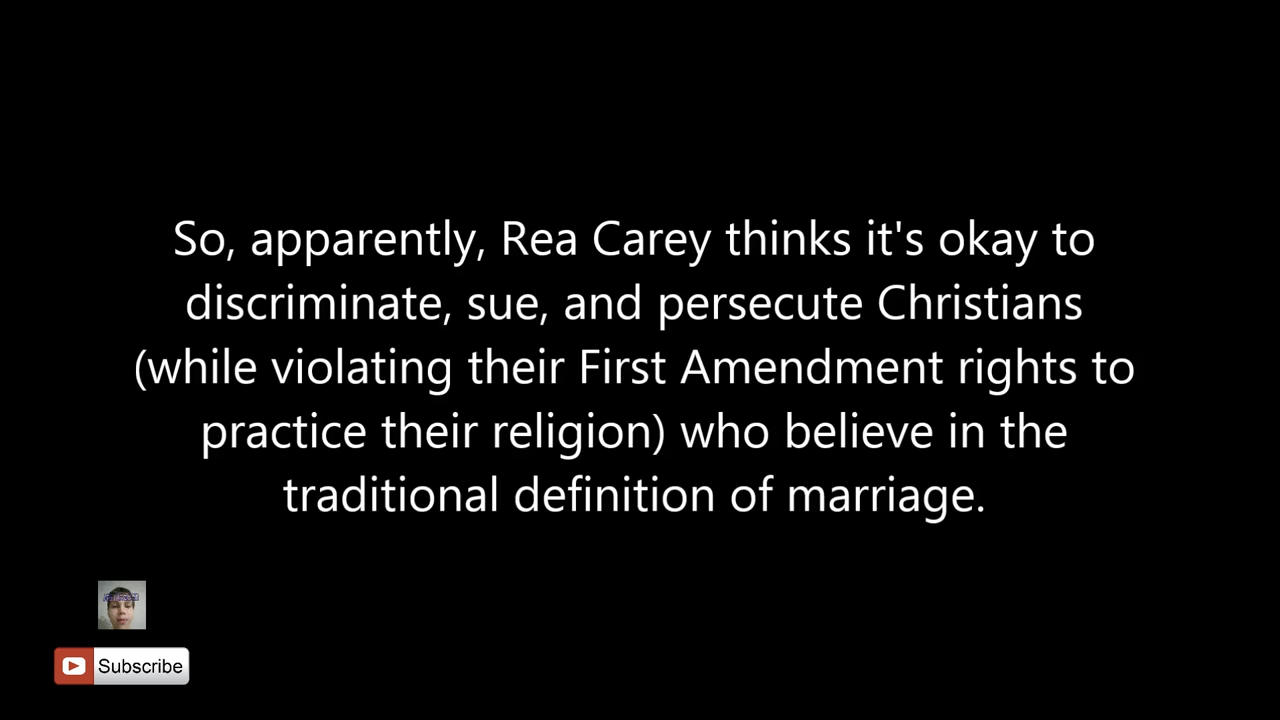 So, apparently, Rea Carey thinks it's okay to
discriminate, sue, and persecute Christians
(while violating their First Amendment rights to
practice their religion) who believe in the
traditional definition of marriage.
Subscribe